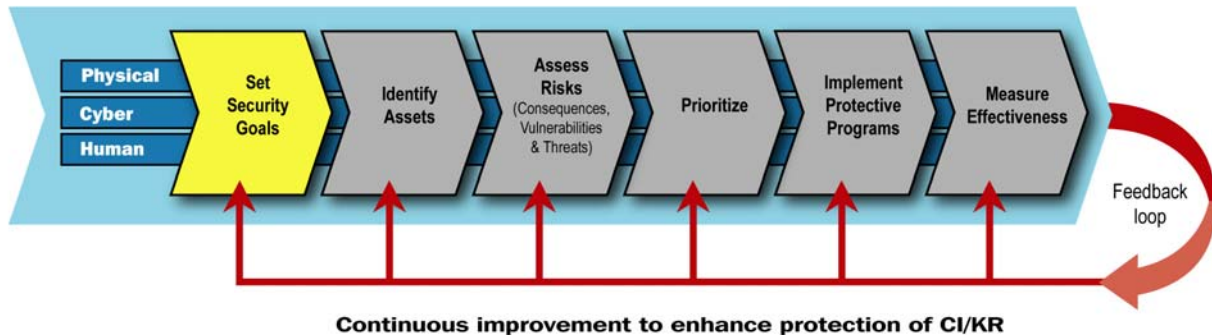 Physical
Cyber
Human
Set
Security
Goals
Identify
Assets
Assess
Risks
(Consequences,
Vulnerabilities
& Threats)
Prioritize
Implement
Protective
Programs
Measure
Effectiveness
Feedback
loop
Continuous improvement to enhance protection of CI/KR